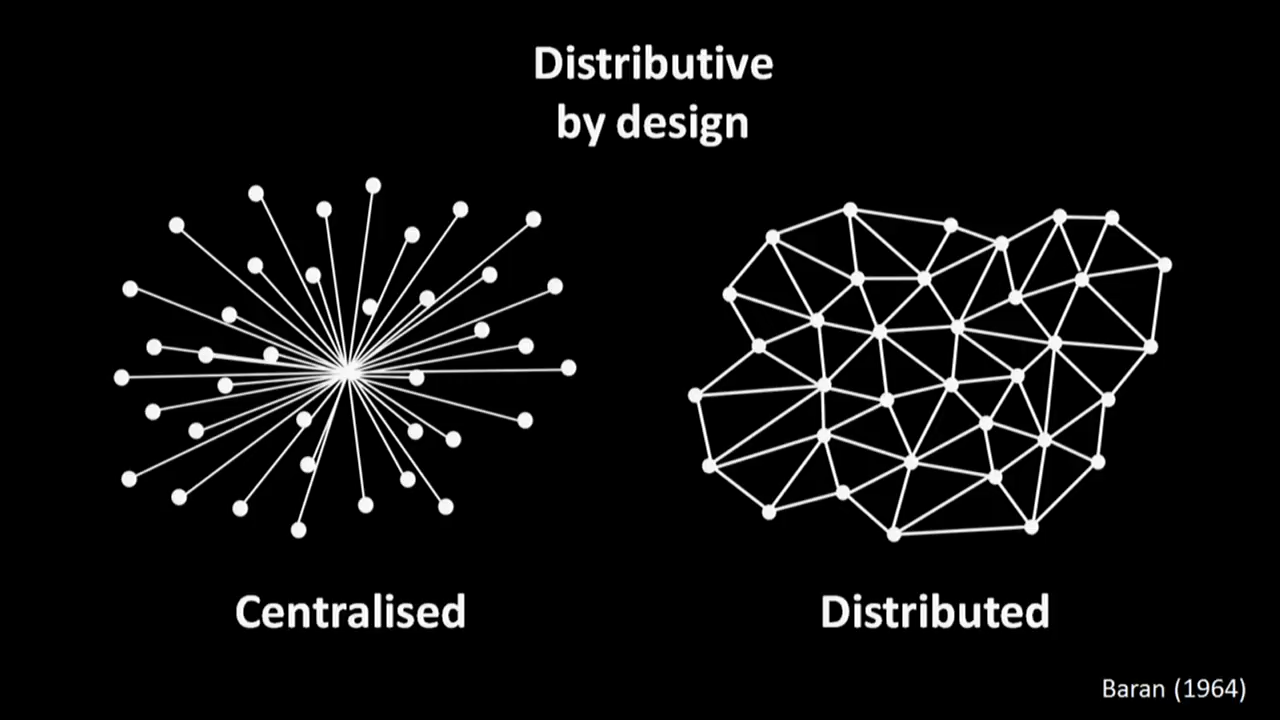 Distributive
by design
Centralised
Distributed
Baran (1964)